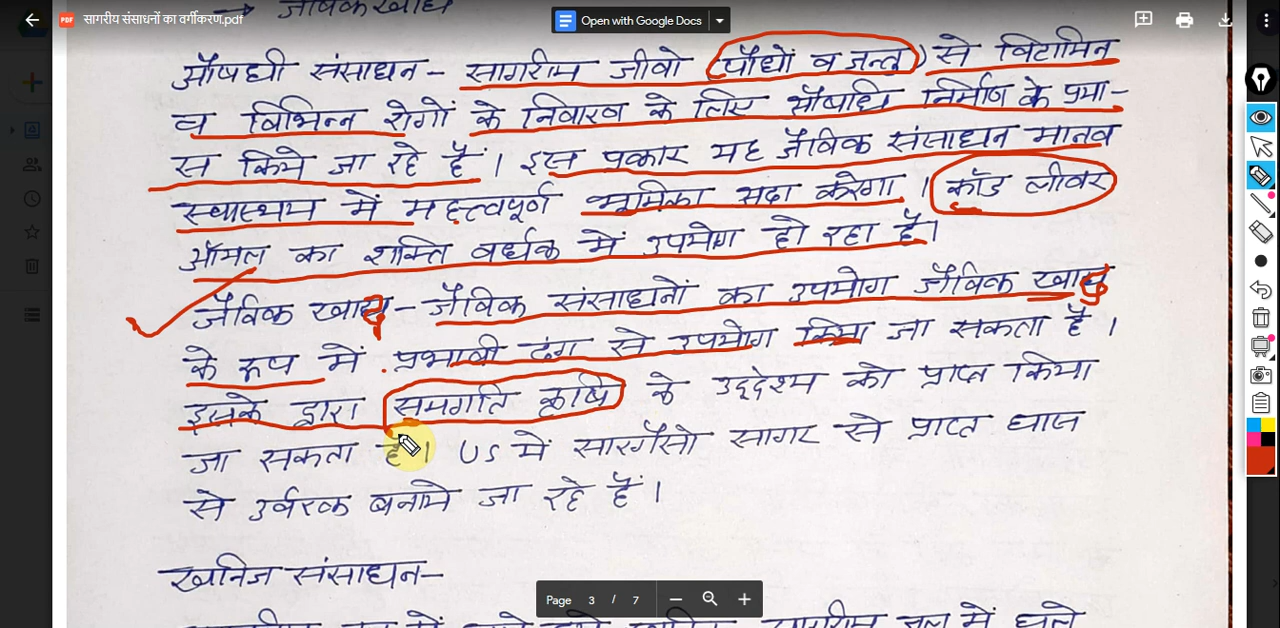 सागरीय संसाधनों का वर्गीकरण.pdf
Open with Google Docs
→ जैविक खाद्य
औषधी संसाधन - सागरीय जीवो (पौधों व जन्तु) से विटामिन
व विभिन्न रोगों के निवारण के लिए औषधि निर्माण के प्रया-
स किये जा रहे हैं। इस प्रकार यह जैविक संसाधन मानव
स्वास्थय में महत्त्वपूर्ण भूमिका अदा करेगा। कॉड लीवर
ऑयल का शक्ति वर्धक में उपयोग हो रहा है।
जैविक खाद्य - जैविक संसाधनों का उपयोग जैविक खाद्य
के रूप में प्रभावी ढंग से उपयोग किया जा सकता है।
इसके द्वारा समगति कृषि के उद्देश्य को प्राप्त किया
जा सकता है। US में सारगैसो सागर से प्राप्त घास
से उर्वरक बनाये जा रहे हैं।
खनिज संसाधन -
Page 3 / 7